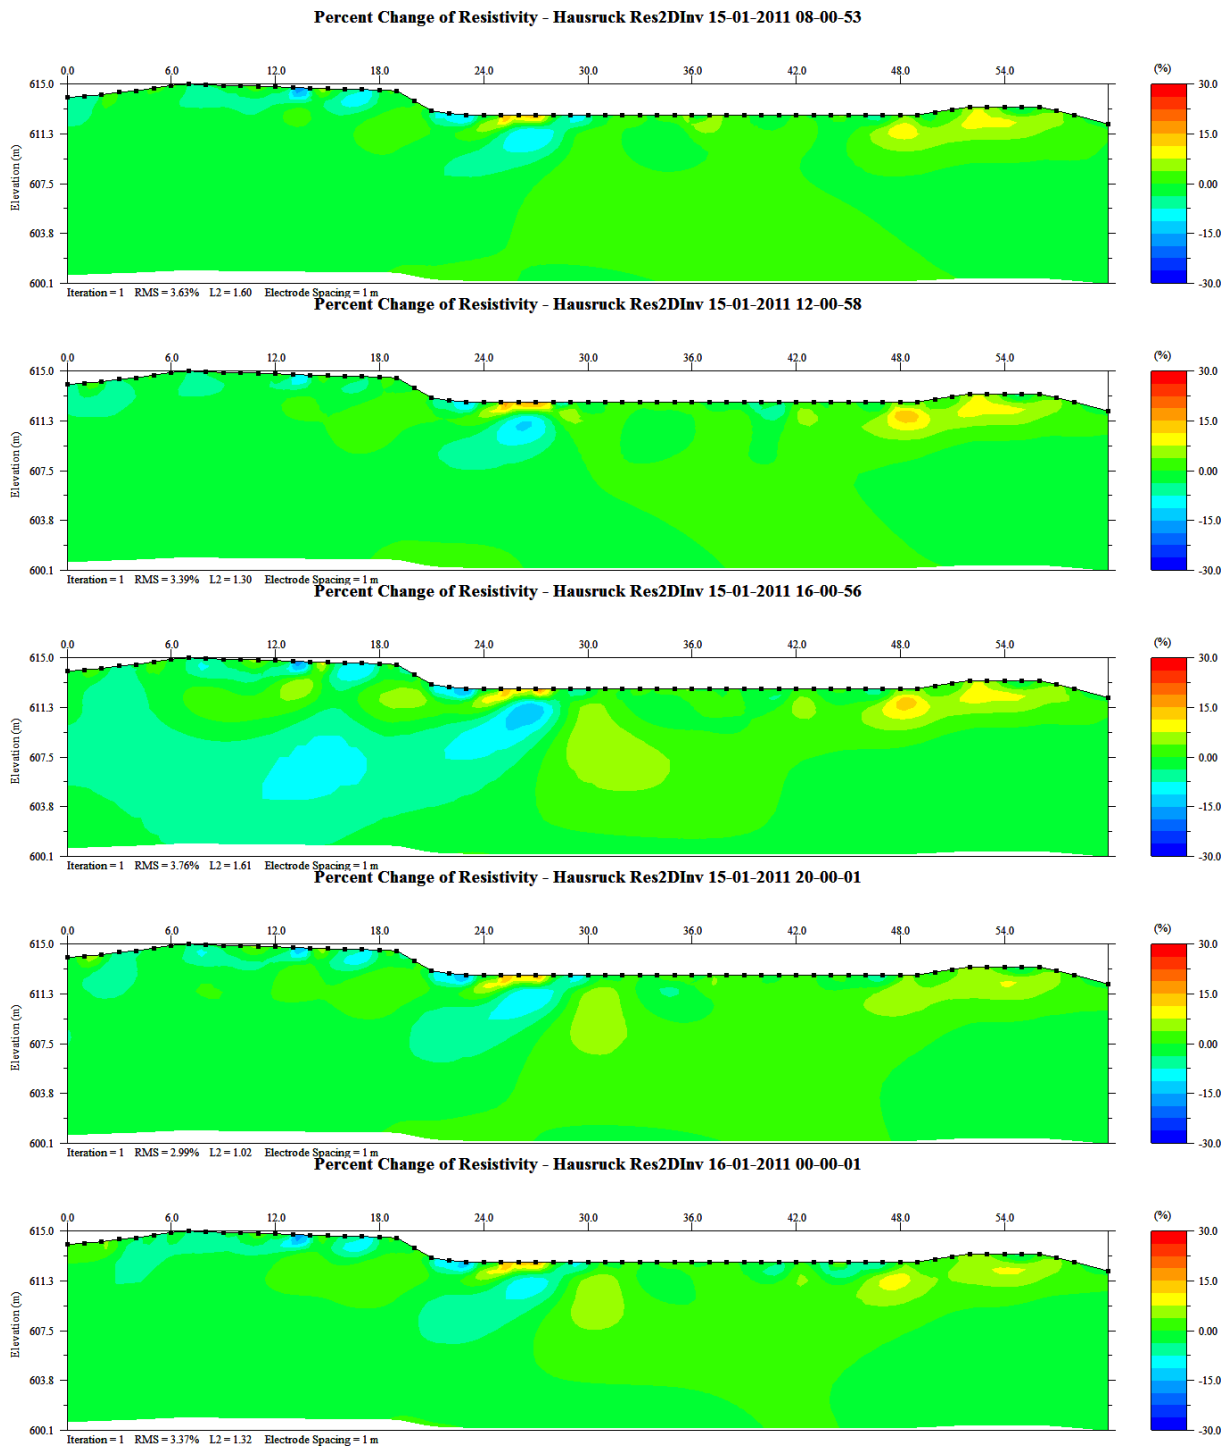 Percent Change of Resistivity - Hausruck Res2DInv 15-01-2011 08-00-53
0.0 6.0 12.0 18.0 24.0 30.0 36.0 42.0 48.0 54.0 (%)
615.0 30.0
611.3 15.0
607.5 0.00
603.8 -15.0
600.1 -30.0
Elevation (m)
Iteration = 1 RMS = 3.63% L2 = 1.60 Electrode Spacing = 1 m
Percent Change of Resistivity - Hausruck Res2DInv 15-01-2011 12-00-58
0.0 6.0 12.0 18.0 24.0 30.0 36.0 42.0 48.0 54.0 (%)
615.0 30.0
611.3 15.0
607.5 0.00
603.8 -15.0
600.1 -30.0
Elevation (m)
Iteration = 1 RMS = 3.39% L2 = 1.30 Electrode Spacing = 1 m
Percent Change of Resistivity - Hausruck Res2DInv 15-01-2011 16-00-56
0.0 6.0 12.0 18.0 24.0 30.0 36.0 42.0 48.0 54.0 (%)
615.0 30.0
611.3 15.0
607.5 0.00
603.8 -15.0
600.1 -30.0
Elevation (m)
Iteration = 1 RMS = 3.76% L2 = 1.61 Electrode Spacing = 1 m
Percent Change of Resistivity - Hausruck Res2DInv 15-01-2011 20-00-01
0.0 6.0 12.0 18.0 24.0 30.0 36.0 42.0 48.0 54.0 (%)
615.0 30.0
611.3 15.0
607.5 0.00
603.8 -15.0
600.1 -30.0
Elevation (m)
Iteration = 1 RMS = 2.99% L2 = 1.02 Electrode Spacing = 1 m
Percent Change of Resistivity - Hausruck Res2DInv 16-01-2011 00-00-01
0.0 6.0 12.0 18.0 24.0 30.0 36.0 42.0 48.0 54.0 (%)
615.0 30.0
611.3 15.0
607.5 0.00
603.8 -15.0
600.1 -30.0
Elevation (m)
Iteration = 1 RMS = 3.37% L2 = 1.32 Electrode Spacing = 1 m